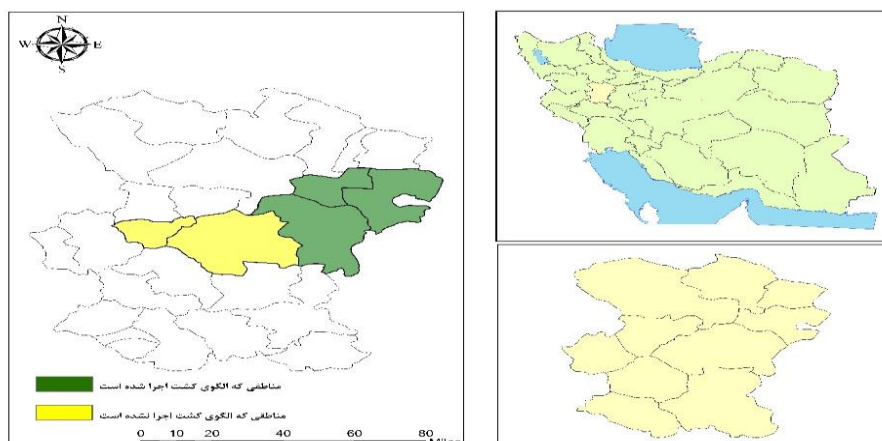 N
W E
S
مناطقی که الگوی کشت اجرا شده است
مناطقی که الگوی کشت اجرا نشده است
0 10 20 40 60 80